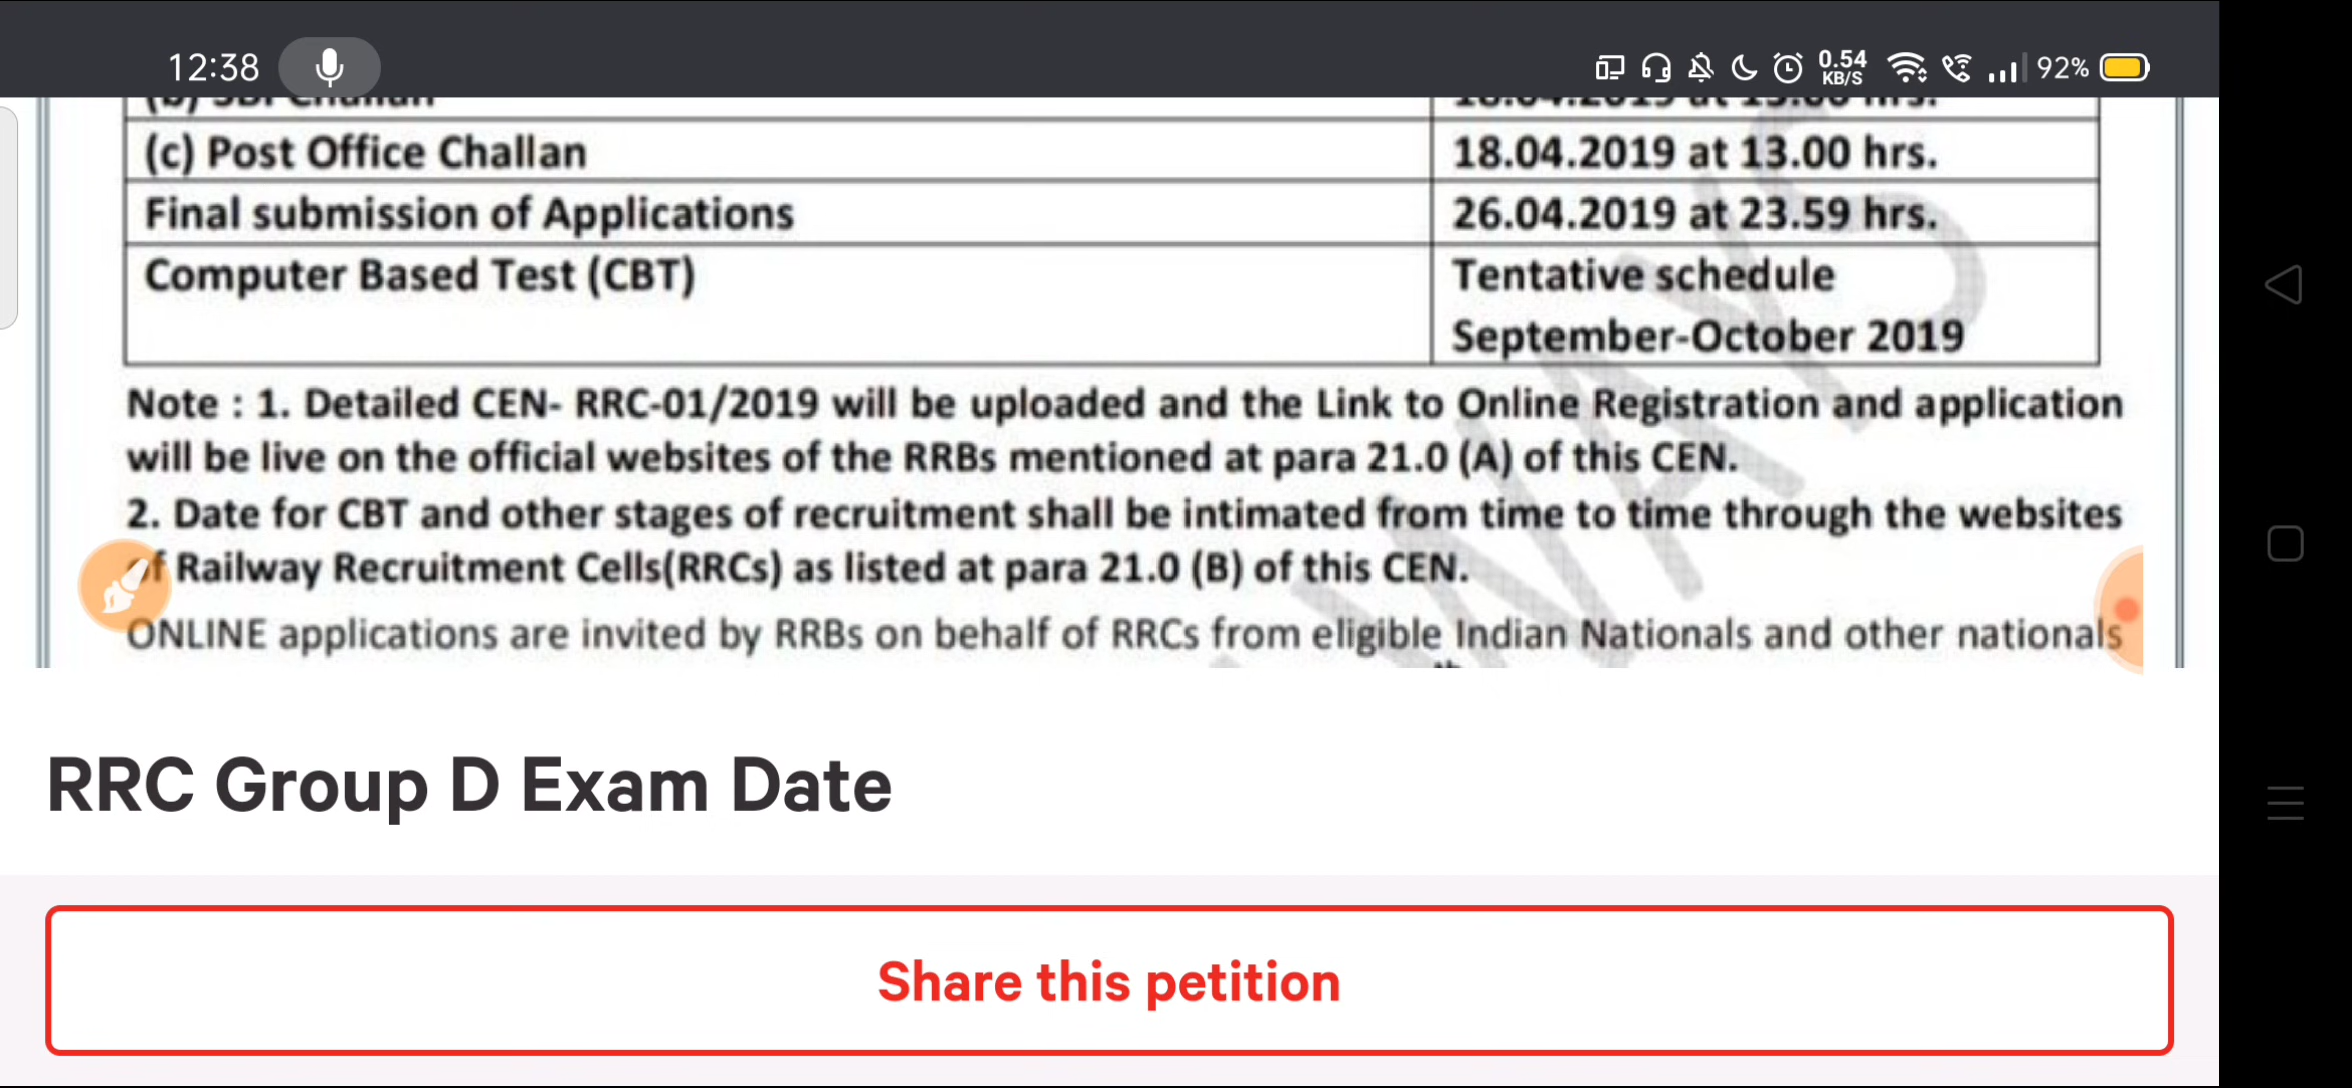 12:38
0.54
KB/S
92%
(c) Post Office Challan
18.04.2019 at 13.00 hrs.
Final submission of Applications
26.04.2019 at 23.59 hrs.
Computer Based Test (CBT)
Tentative schedule
September-October 2019
Note : 1. Detailed CEN- RRC-01/2019 will be uploaded and the Link to Online Registration and application
will be live on the official websites of the RRBs mentioned at para 21.0 (A) of this CEN.
2. Date for CBT and other stages of recruitment shall be intimated from time to time through the websites
of Railway Recruitment Cells(RRCs) as listed at para 21.0 (B) of this CEN.
ONLINE applications are invited by RRBs on behalf of RRCs from eligible Indian Nationals and other nationals
RRC Group D Exam Date
Share this petition